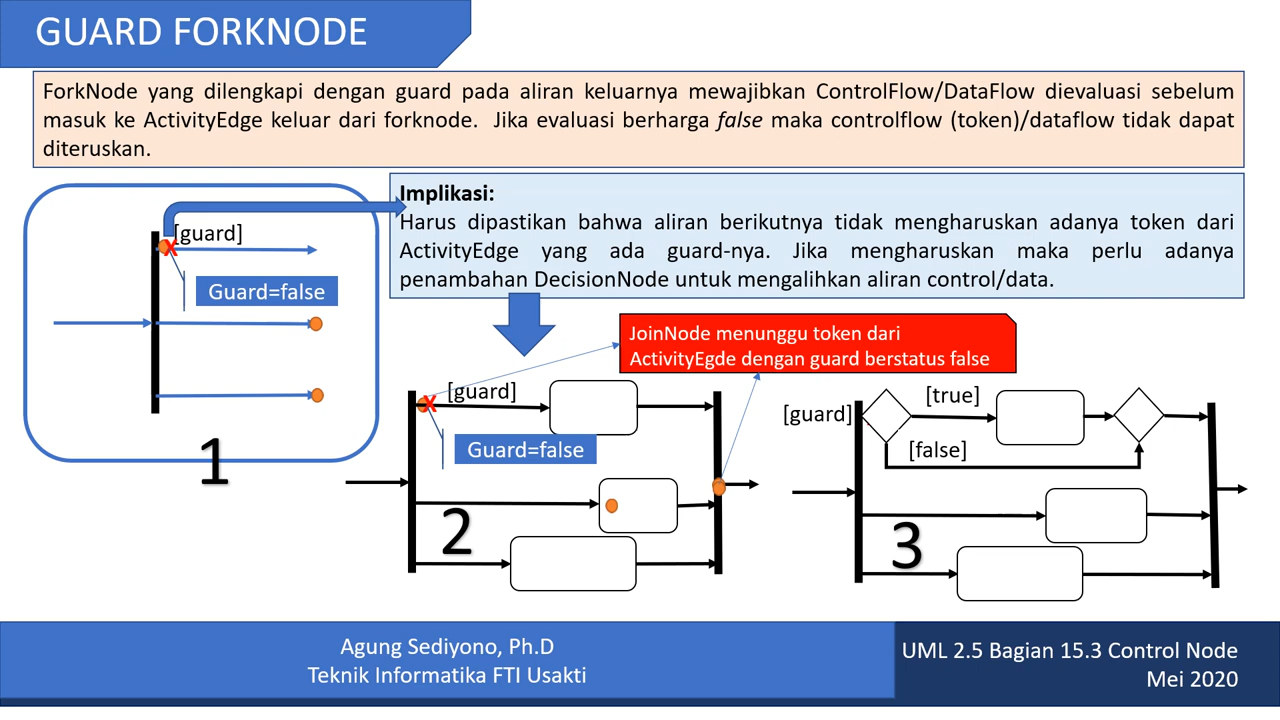 GUARD FORKNODE
ForkNode yang dilengkapi dengan guard pada aliran keluarnya mewajibkan ControlFlow/DataFlow dievaluasi sebelum
masuk ke ActivityEdge keluar dari forknode. Jika evaluasi berharga false maka controlflow (token)/dataflow tidak dapat
diteruskan.
Implikasi:
Harus dipastikan bahwa aliran berikutnya tidak mengharuskan adanya token dari
ActivityEdge yang ada guard-nya. Jika mengharuskan maka perlu adanya
penambahan DecisionNode untuk mengalihkan aliran control/data.
[guard]
X
Guard=false
1
JoinNode menunggu token dari
ActivityEgde dengan guard berstatus false
[guard]
X
Guard=false
2
[guard]
[true]
[false]
3
Agung Sediyono, Ph.D
Teknik Informatika FTI Usakti
UML 2.5 Bagian 15.3 Control Node
Mei 2020